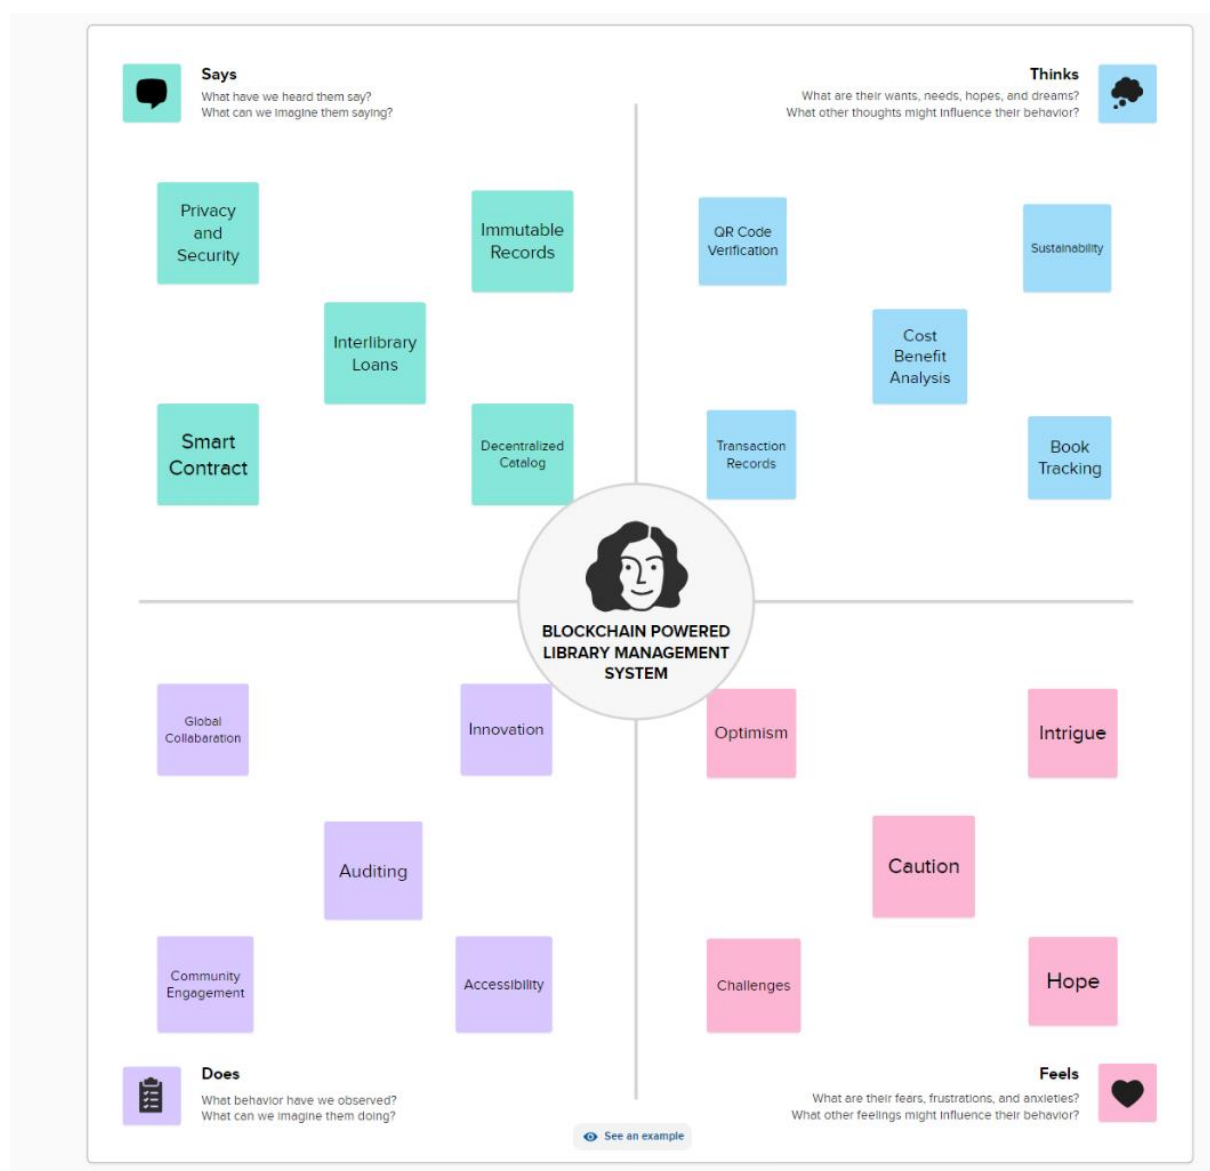 Says
What have we heard them say?
What can we imagine them saying?
Thinks
What are their wants, needs, hopes, and dreams?
What other thoughts might influence their behavior?
Privacy
and
Security
Immutable
Records
Interlibrary
Loans
Smart
Contract
Decentralized
Catalog
QR Code
Verification
Sustainability
Cost
Benefit
Analysis
Transaction
Records
Book
Tracking
BLOCKCHAIN POWERED
LIBRARY MANAGEMENT
SYSTEM
Global
Collabaration
Innovation
Auditing
Community
Engagement
Accessibility
Optimism
Intrigue
Caution
Challenges
Hope
Does
What behavior have we observed?
What can we imagine them doing?
Feels
What are their fears, frustrations, and anxieties?
What other feelings might influence their behavior?
See an example